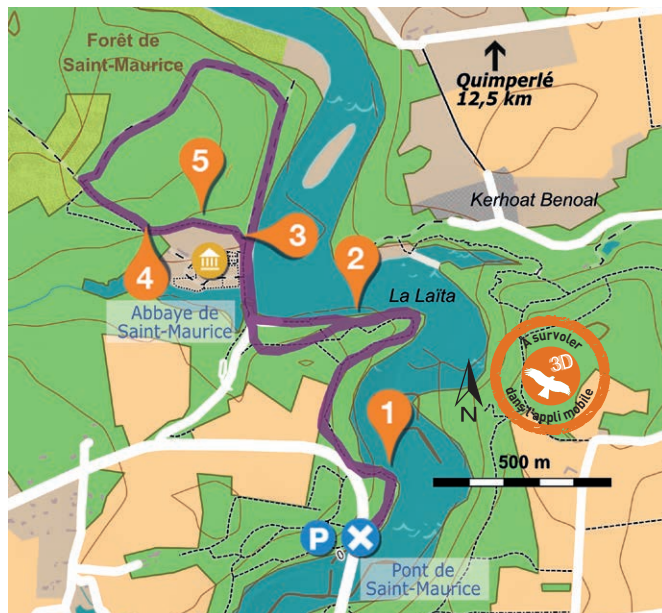 Forêt de
Saint-Maurice
Quimperlé
12,5 km
5
Kerhoat Benoal
3
2
4
La Laïta
Abbaye de
Saint-Maurice
À survoler
3D
dans l'appli mobile
N
1
500 m
P
0
Pont de
Saint-Maurice